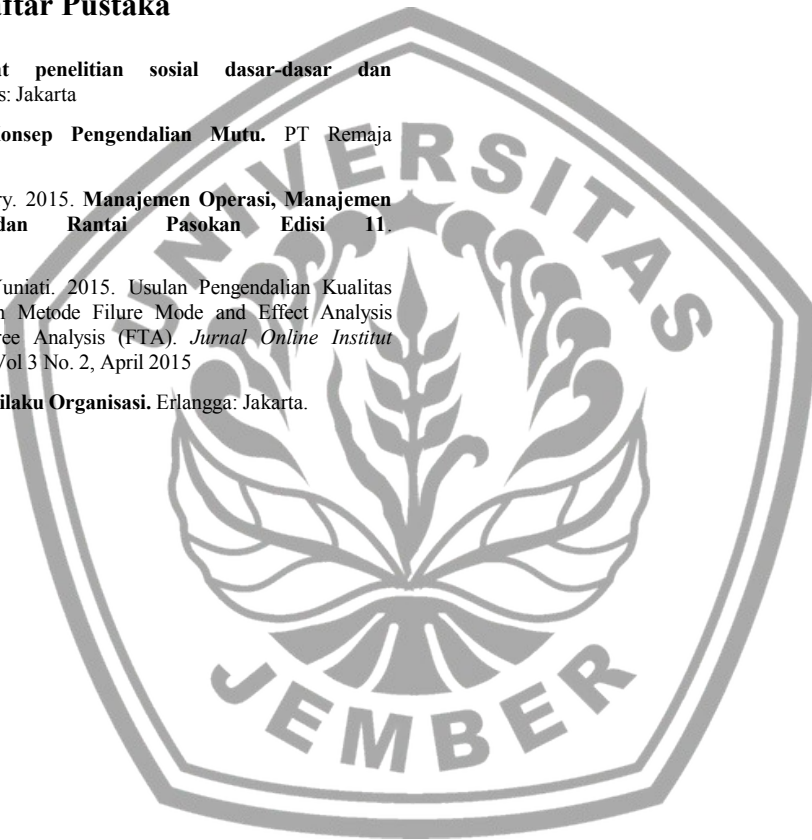 ftar Pustaka
t penelitian sosial dasar-dasar dan
s: Jakarta
onsep Pengendalian Mutu. PT Remaja
ry. 2015. Manajemen Operasi, Manajemen
dan Rantai Pasokan Edisi 11.
uniati. 2015. Usulan Pengendalian Kualitas
n Metode Filure Mode and Effect Analysis
ree Analysis (FTA). Jurnal Online Institut
Vol 3 No. 2, April 2015
ilaku Organisasi. Erlangga: Jakarta.
UNIVERSITAS
JEMBER